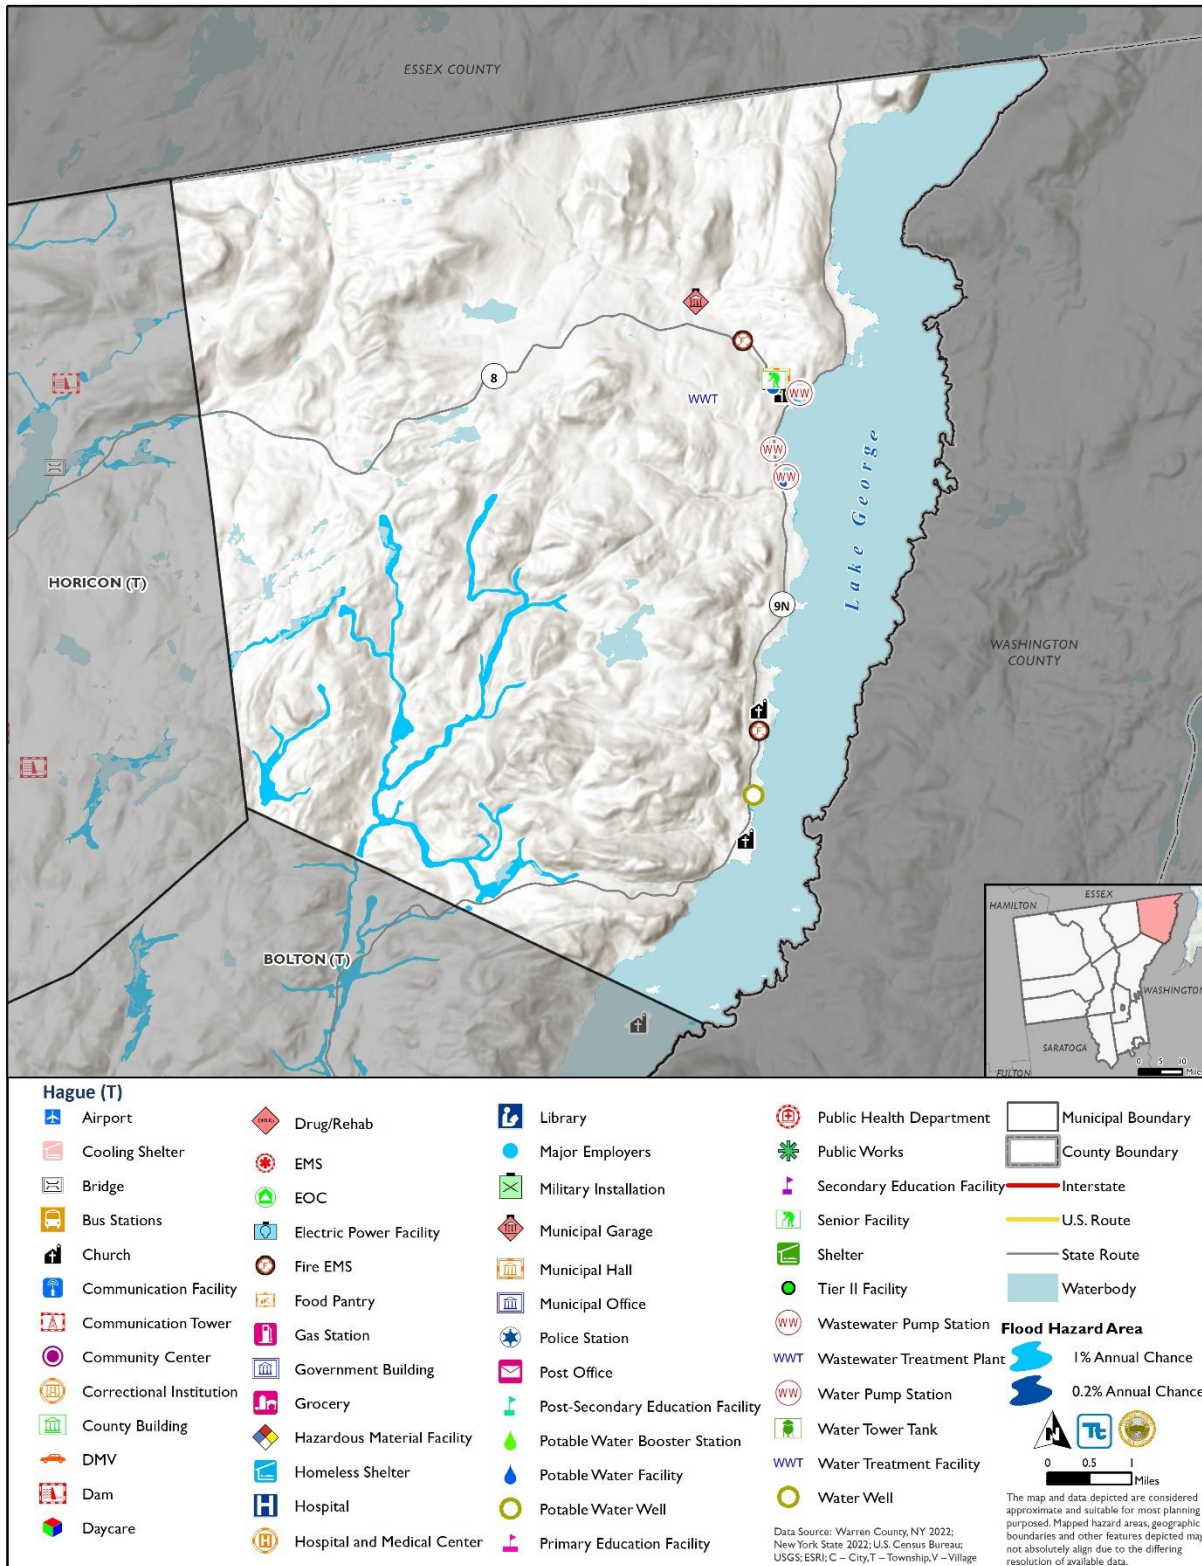 ESSEX COUNTY
8
WWT
WW
WW
WW
Lake George
HORICON (T)
9N
WASHINGTON
COUNTY
BOLTON (T)
ESSEX
HAMILTON
WASHINGTON
SARATOGA
FULTON
0 5 10
Miles
Hague (T)
Airport
Cooling Shelter
Bridge
Bus Stations
Church
Communication Facility
Communication Tower
Community Center
Correctional Institution
County Building
DMV
Dam
Daycare
Drug/Rehab
EMS
EOC
Electric Power Facility
Fire EMS
Food Pantry
Gas Station
Government Building
Grocery
Hazardous Material Facility
Homeless Shelter
Hospital
Hospital and Medical Center
Library
Major Employers
Military Installation
Municipal Garage
Municipal Hall
Municipal Office
Police Station
Post Office
Post-Secondary Education Facility
Potable Water Booster Station
Potable Water Facility
Potable Water Well
Primary Education Facility
Public Health Department
Public Works
Secondary Education Facility
Senior Facility
Shelter
Tier II Facility
WW Wastewater Pump Station
WWT Wastewater Treatment Plant
WW Water Pump Station
Water Tower Tank
WWT Water Treatment Facility
Water Well
Data Source: Warren County, NY 2022;
New York State 2022; U.S. Census Bureau;
USGS; ESRI; C – City, T – Township, V – Village
Municipal Boundary
County Boundary
Interstate
U.S. Route
State Route
Waterbody
Flood Hazard Area
1% Annual Chance
0.2% Annual Chance
N
Tt
0 0.5 1
Miles
The map and data depicted are considered
approximate and suitable for most planning
purposed. Mapped hazard areas, geographic
boundaries and other features depicted may
not absolutely align due to the differing
resolution of available data.